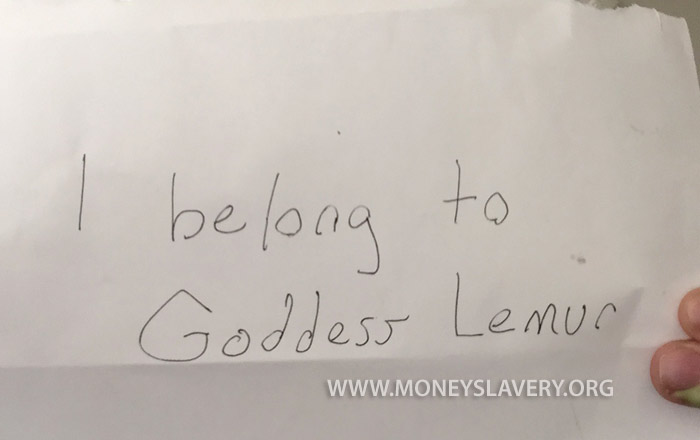 I belong to
Goddess Lemur
WWW.MONEYSLAVERY.ORG